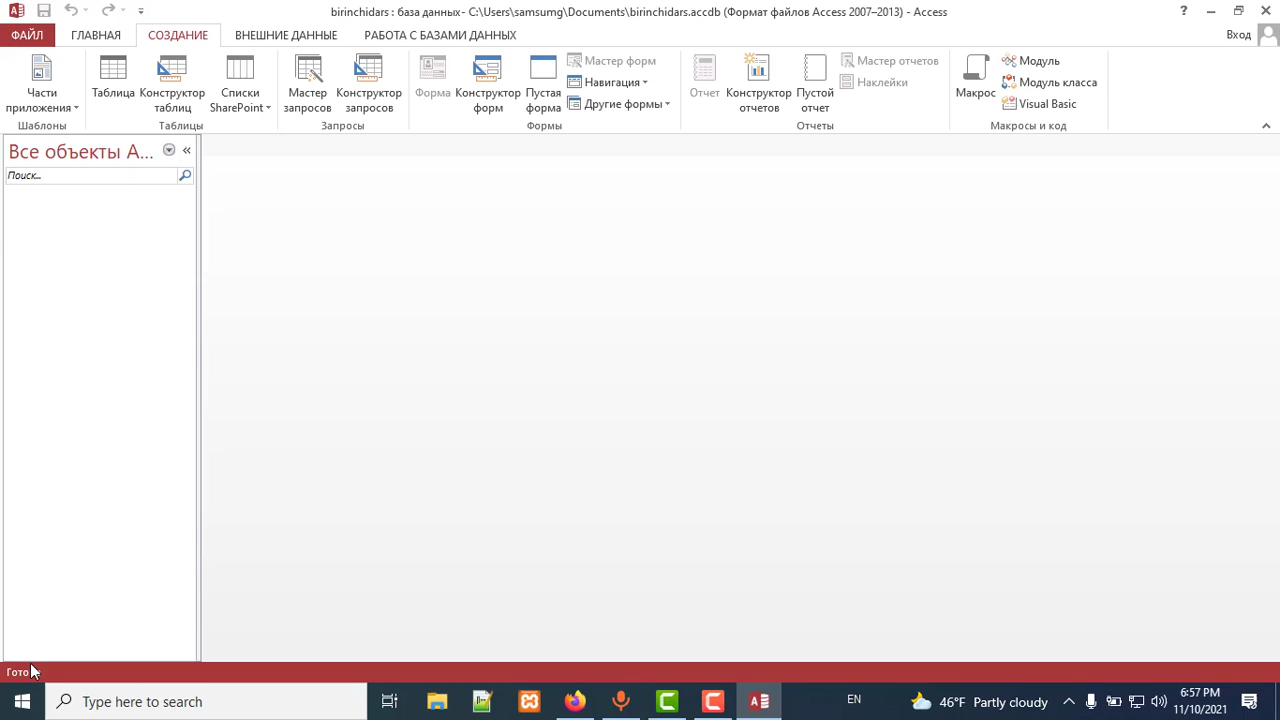 birinchidars : база данных- C:\Users\samsumg\Documents\birinchidars.accdb (Формат файлов Access 2007–2013) - Access
ФАЙЛ ГЛАВНАЯ СОЗДАНИЕ ВНЕШНИЕ ДАННЫЕ РАБОТА С БАЗАМИ ДАННЫХ Вход
Части приложения
Шаблоны
Таблица
Конструктор таблиц
Списки SharePoint
Таблицы
Мастер запросов
Конструктор запросов
Запросы
Форма
Конструктор форм
Пустая форма
Мастер форм
Навигация
Другие формы
Формы
Отчет
Конструктор отчетов
Пустой отчет
Мастер отчетов
Наклейки
Отчеты
Макрос
Модуль
Модуль класса
Visual Basic
Макросы и код
Все объекты A...
Поиск...
Type here to search
EN
46°F Partly cloudy
6:57 PM
11/10/2021